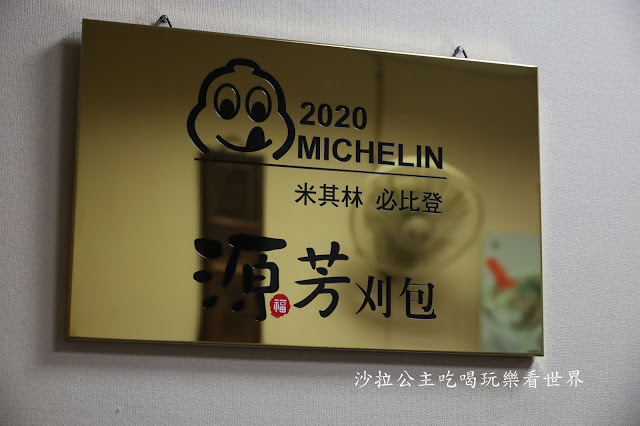 2020
MICHELIN
米其林 必比登
源芳刈包
福
沙拉公主吃喝玩樂看世界